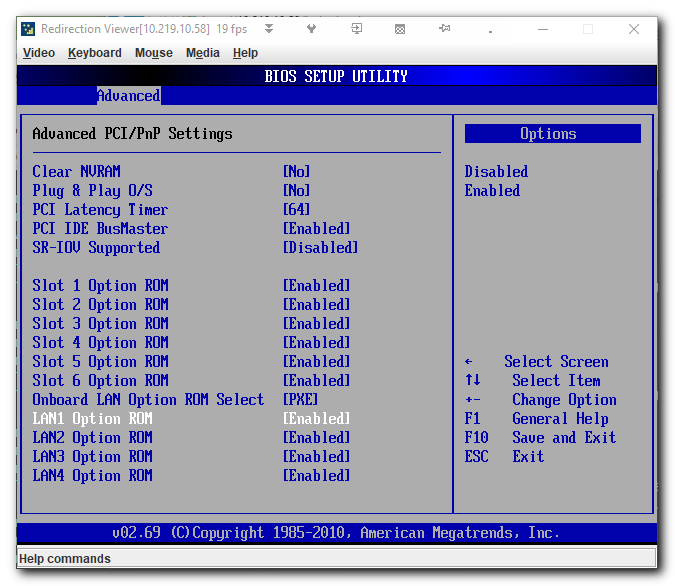 Redirection Viewer[10.219.10.58] 19 fps
Video Keyboard Mouse Media Help
BIOS SETUP UTILITY
Advanced
Advanced PCI/PnP Settings
Clear NVRAM [No]
Plug & Play O/S [No]
PCI Latency Timer [64]
PCI IDE BusMaster [Enabled]
SR-IOV Supported [Disabled]
Slot 1 Option ROM [Enabled]
Slot 2 Option ROM [Enabled]
Slot 3 Option ROM [Enabled]
Slot 4 Option ROM [Enabled]
Slot 5 Option ROM [Enabled]
Slot 6 Option ROM [Enabled]
Onboard LAN Option ROM Select [PXE]
LAN1 Option ROM [Enabled]
LAN2 Option ROM [Enabled]
LAN3 Option ROM [Enabled]
LAN4 Option ROM [Enabled]
Options
Disabled
Enabled
← Select Screen
↑↓ Select Item
+- Change Option
F1 General Help
F10 Save and Exit
ESC Exit
v02.69 (C)Copyright 1985-2010, American Megatrends, Inc.
Help commands